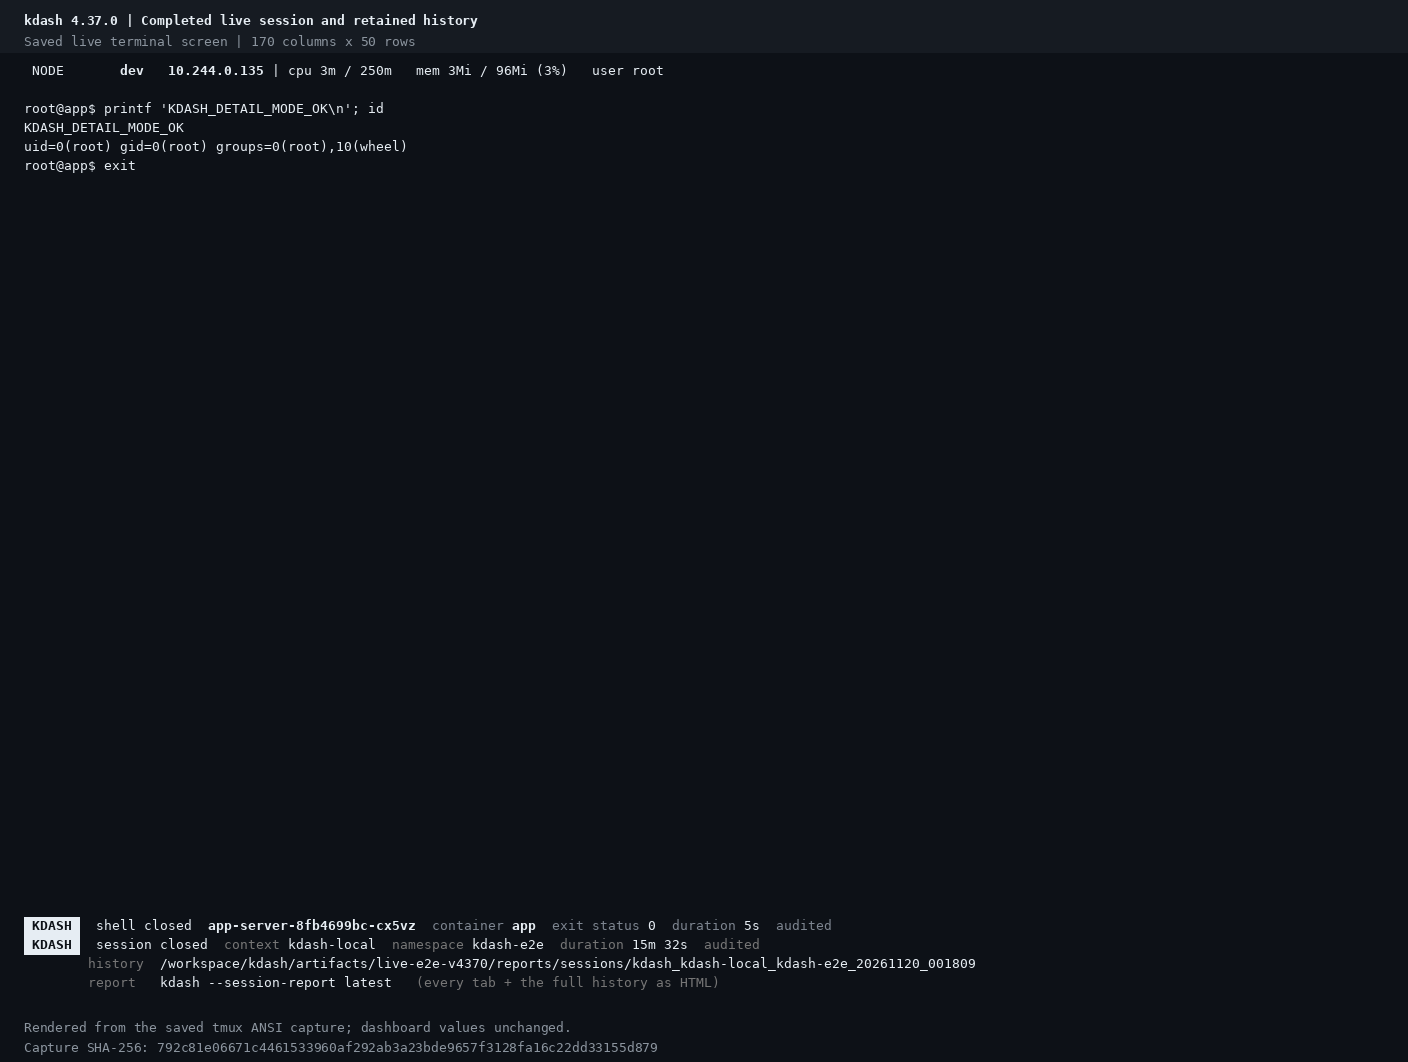 kdash 4.37.0 | Completed live session and retained history
Saved live terminal screen | 170 columns x 50 rows
NODE dev 10.244.0.135 | cpu 3m / 250m mem 3Mi / 96Mi (3%) user root
root@app$ printf 'KDASH_DETAIL_MODE_OK\n'; id
KDASH_DETAIL_MODE_OK
uid=0(root) gid=0(root) groups=0(root),10(wheel)
root@app$ exit
KDASH shell closed app-server-8fb4699bc-cx5vz container app exit status 0 duration 5s audited
KDASH session closed context kdash-local namespace kdash-e2e duration 15m 32s audited
history /workspace/kdash/artifacts/live-e2e-v4370/reports/sessions/kdash_kdash-local_kdash-e2e_20261120_001809
report kdash --session-report latest (every tab + the full history as HTML)
Rendered from the saved tmux ANSI capture; dashboard values unchanged.
Capture SHA-256: 792c81e06671c4461533960af292ab3a23bde9657f3128fa16c22dd33155d879